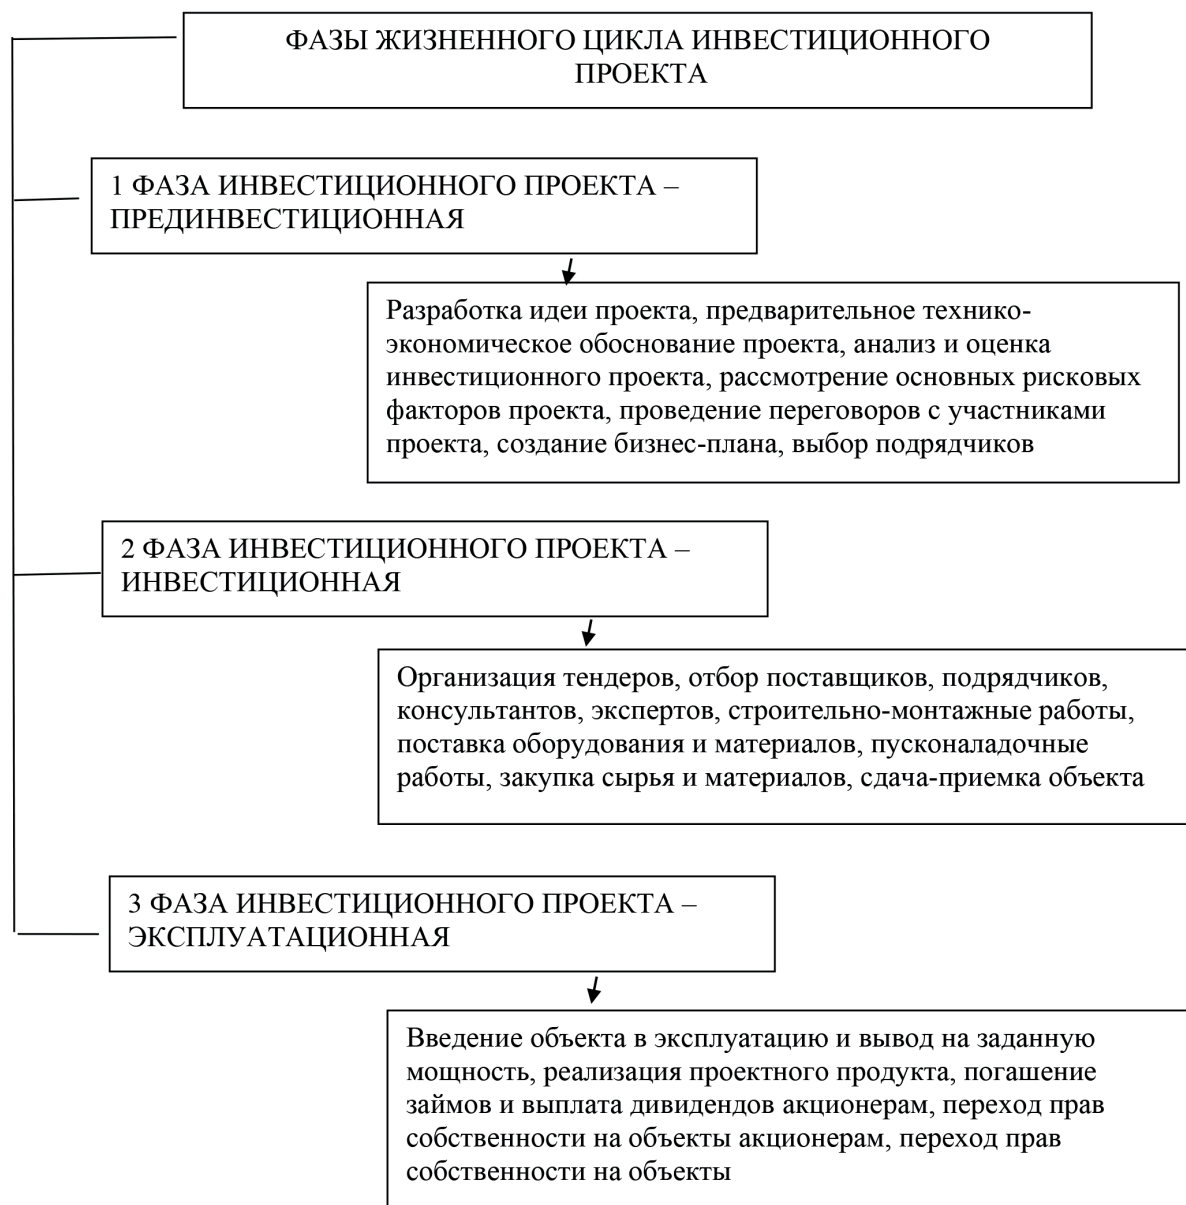 ФАЗЫ ЖИЗНЕННОГО ЦИКЛА ИНВЕСТИЦИОННОГО
ПРОЕКТА
1 ФАЗА ИНВЕСТИЦИОННОГО ПРОЕКТА –
ПРЕДИНВЕСТИЦИОННАЯ
Разработка идеи проекта, предварительное технико-
экономическое обоснование проекта, анализ и оценка
инвестиционного проекта, рассмотрение основных рисковых
факторов проекта, проведение переговоров с участниками
проекта, создание бизнес-плана, выбор подрядчиков
2 ФАЗА ИНВЕСТИЦИОННОГО ПРОЕКТА –
ИНВЕСТИЦИОННАЯ
Организация тендеров, отбор поставщиков, подрядчиков,
консультантов, экспертов, строительно-монтажные работы,
поставка оборудования и материалов, пусконаладочные
работы, закупка сырья и материалов, сдача-приемка объекта
3 ФАЗА ИНВЕСТИЦИОННОГО ПРОЕКТА –
ЭКСПЛУАТАЦИОННАЯ
Введение объекта в эксплуатацию и вывод на заданную
мощность, реализация проектного продукта, погашение
займов и выплата дивидендов акционерам, переход прав
собственности на объекты акционерам, переход прав
собственности на объекты